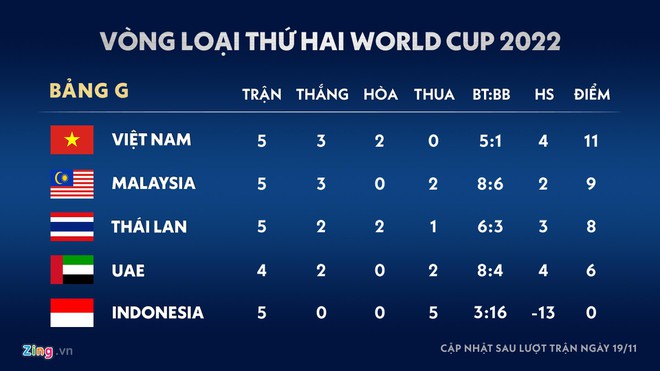 VÒNG LOẠI THỨ HAI WORLD CUP 2022
BẢNG G TRẬN THẮNG HÒA THUA BT:BB HS ĐIỂM
VIỆT NAM 5 3 2 0 5:1 4 11
MALAYSIA 5 3 0 2 8:6 2 9
THÁI LAN 5 2 2 1 6:3 3 8
UAE 4 2 0 2 8:4 4 6
INDONESIA 5 0 0 5 3:16 -13 0
Zing.vn CẬP NHẬT SAU LƯỢT TRẬN NGÀY 19/11